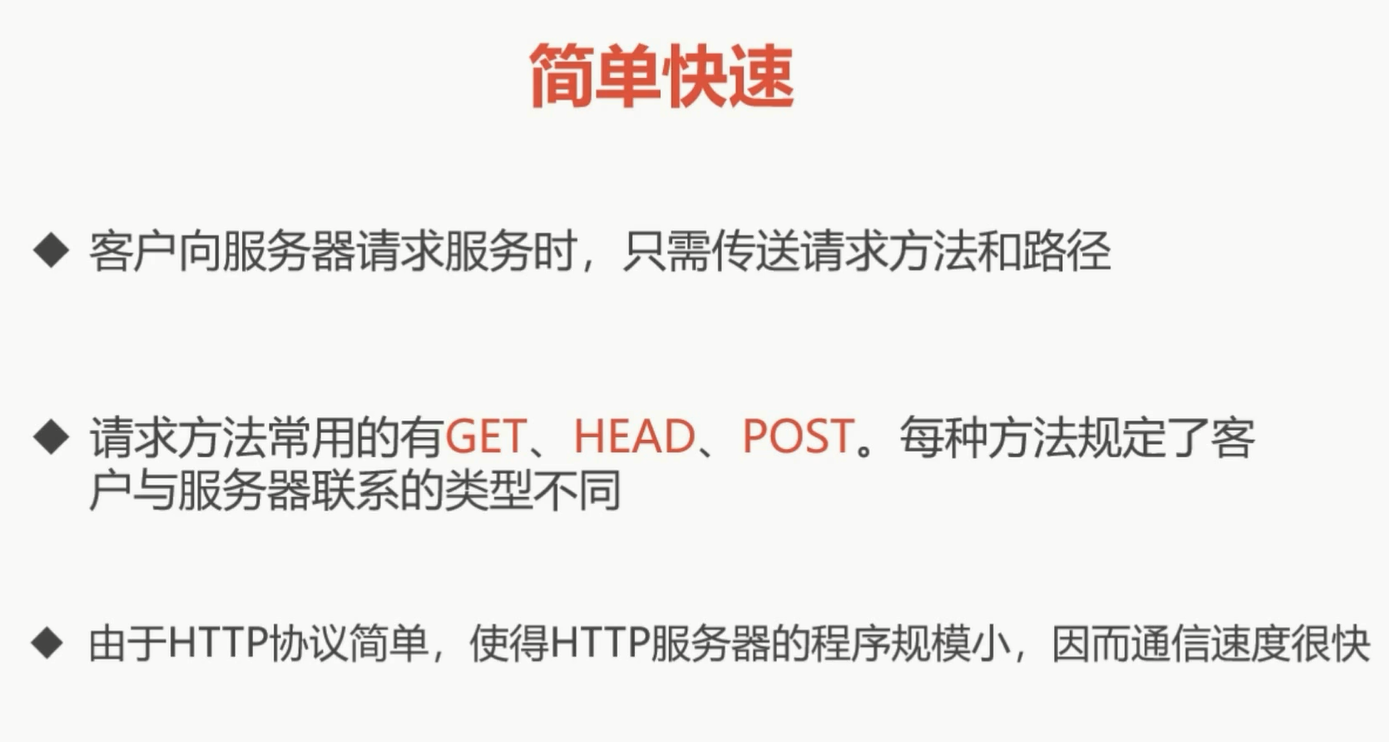 简单快速
◆ 客户向服务器请求服务时，只需传送请求方法和路径
◆ 请求方法常用的有GET、HEAD、POST。每种方法规定了客
户与服务器联系的类型不同
◆ 由于HTTP协议简单，使得HTTP服务器的程序规模小，因而通信速度很快